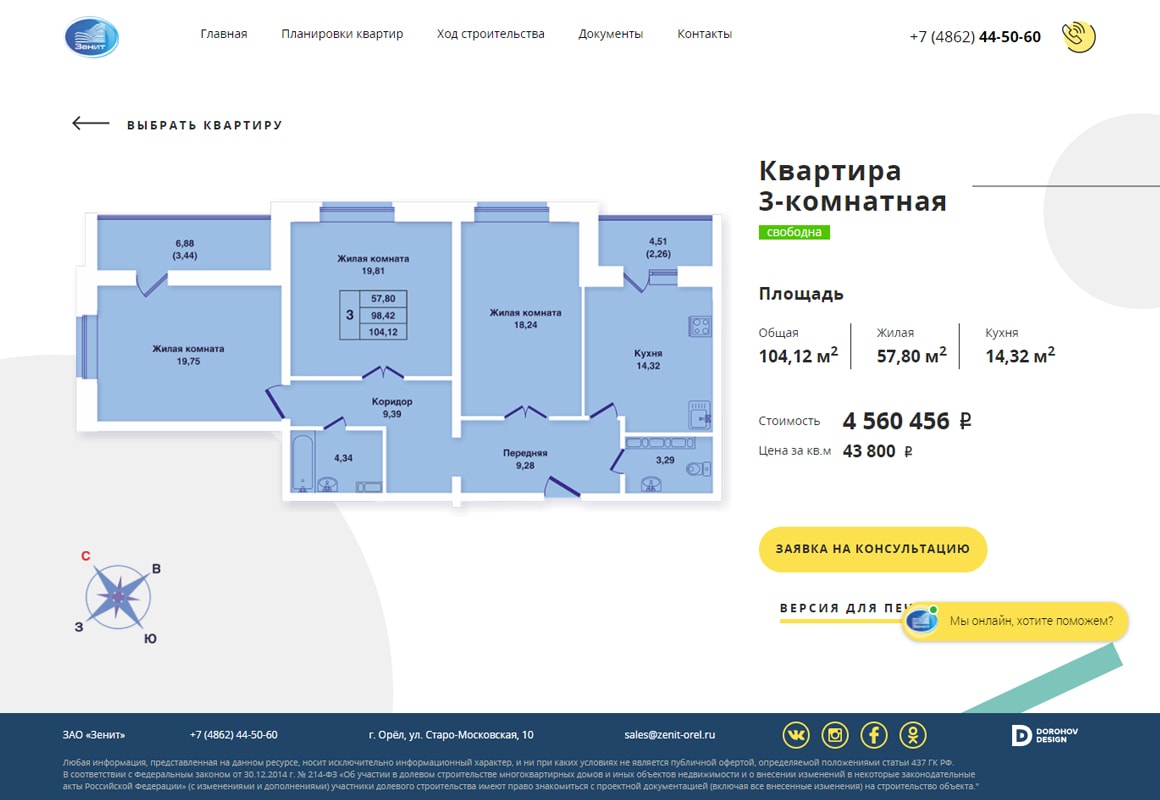 Зенит
Главная
Планировки квартир
Ход строительства
Документы
Контакты
+7 (4862) 44-50-60
ВЫБРАТЬ КВАРТИРУ
Квартира
3-комнатная
свободна
6,88
(3,44)
Жилая комната
19,81
57,80
3
98,42
104,12
Жилая комната
18,24
4,51
(2,26)
Жилая комната
19,75
Кухня
14,32
Коридор
9,39
4,34
Передняя
9,28
3,29
Площадь
Общая
104,12 м2
Жилая
57,80 м2
Кухня
14,32 м2
Стоимость 4 560 456 ₽
Цена за кв.м 43 800 ₽
ЗАЯВКА НА КОНСУЛЬТАЦИЮ
С
В
З
Ю
ВЕРСИЯ ДЛЯ
Мы онлайн, хотите поможем?
ЗАО «Зенит»
+7 (4862) 44-50-60
г. Орёл, ул. Старо-Московская, 10
sales@zenit-orel.ru
DOROHOV
DESIGN
Любая информация, представленная на данном ресурсе, носит исключительно информационный характер, и ни при каких условиях не является публичной офертой, определяемой положениями статьи 437 ГК РФ.
В соответствии с Федеральным законом от 30.12.2014 г. № 214-ФЗ «Об участии в долевом строительстве многоквартирных домов и иных объектов недвижимости и о внесении изменений в некоторые законодательные
акты Российской Федерации» (с изменениями и дополнениями) участники долевого строительства имеют право знакомиться с проектной документацией (включая все внесенные изменения) на строительство объекта."